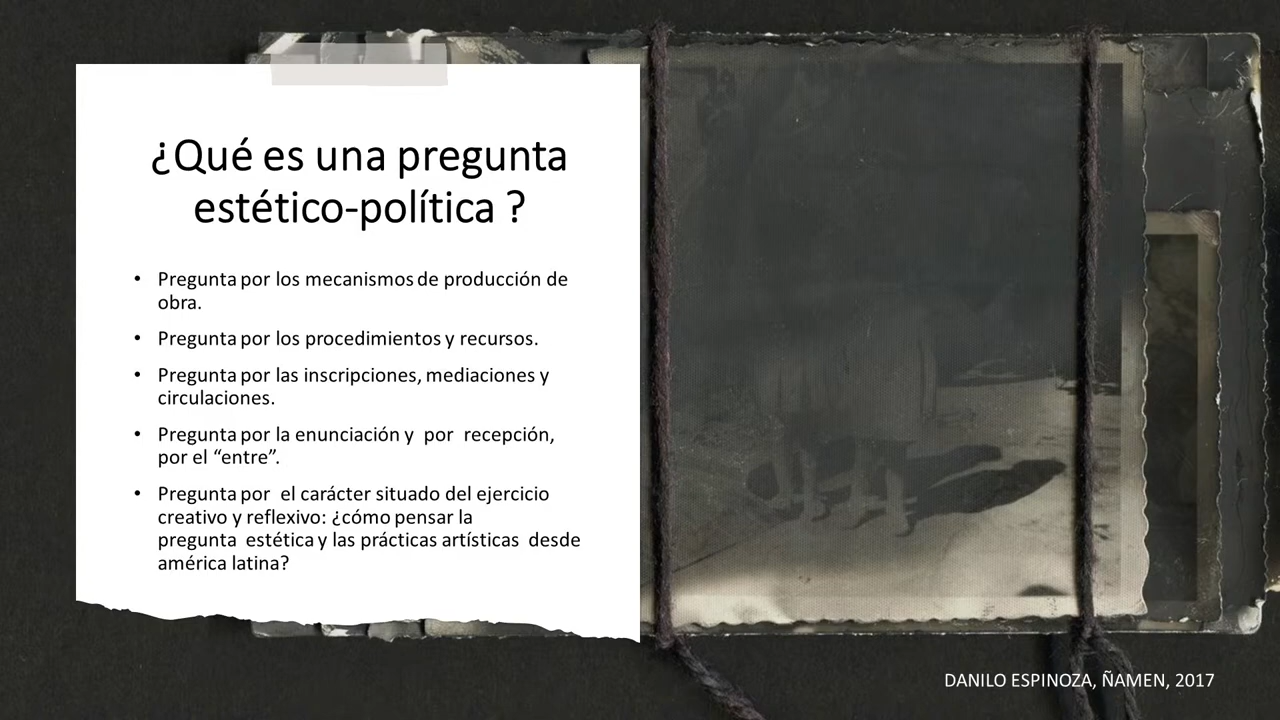 ¿Qué es una pregunta
estético-política ?
• Pregunta por los mecanismos de producción de
obra.
• Pregunta por los procedimientos y recursos.
• Pregunta por las inscripciones, mediaciones y
circulaciones.
• Pregunta por la enunciación y  por  recepción,
por el “entre”.
• Pregunta por  el carácter situado del ejercicio
creativo y reflexivo: ¿cómo pensar la
pregunta  estética y las prácticas artísticas  desde
américa latina?
DANILO ESPINOZA, ÑAMEN, 2017